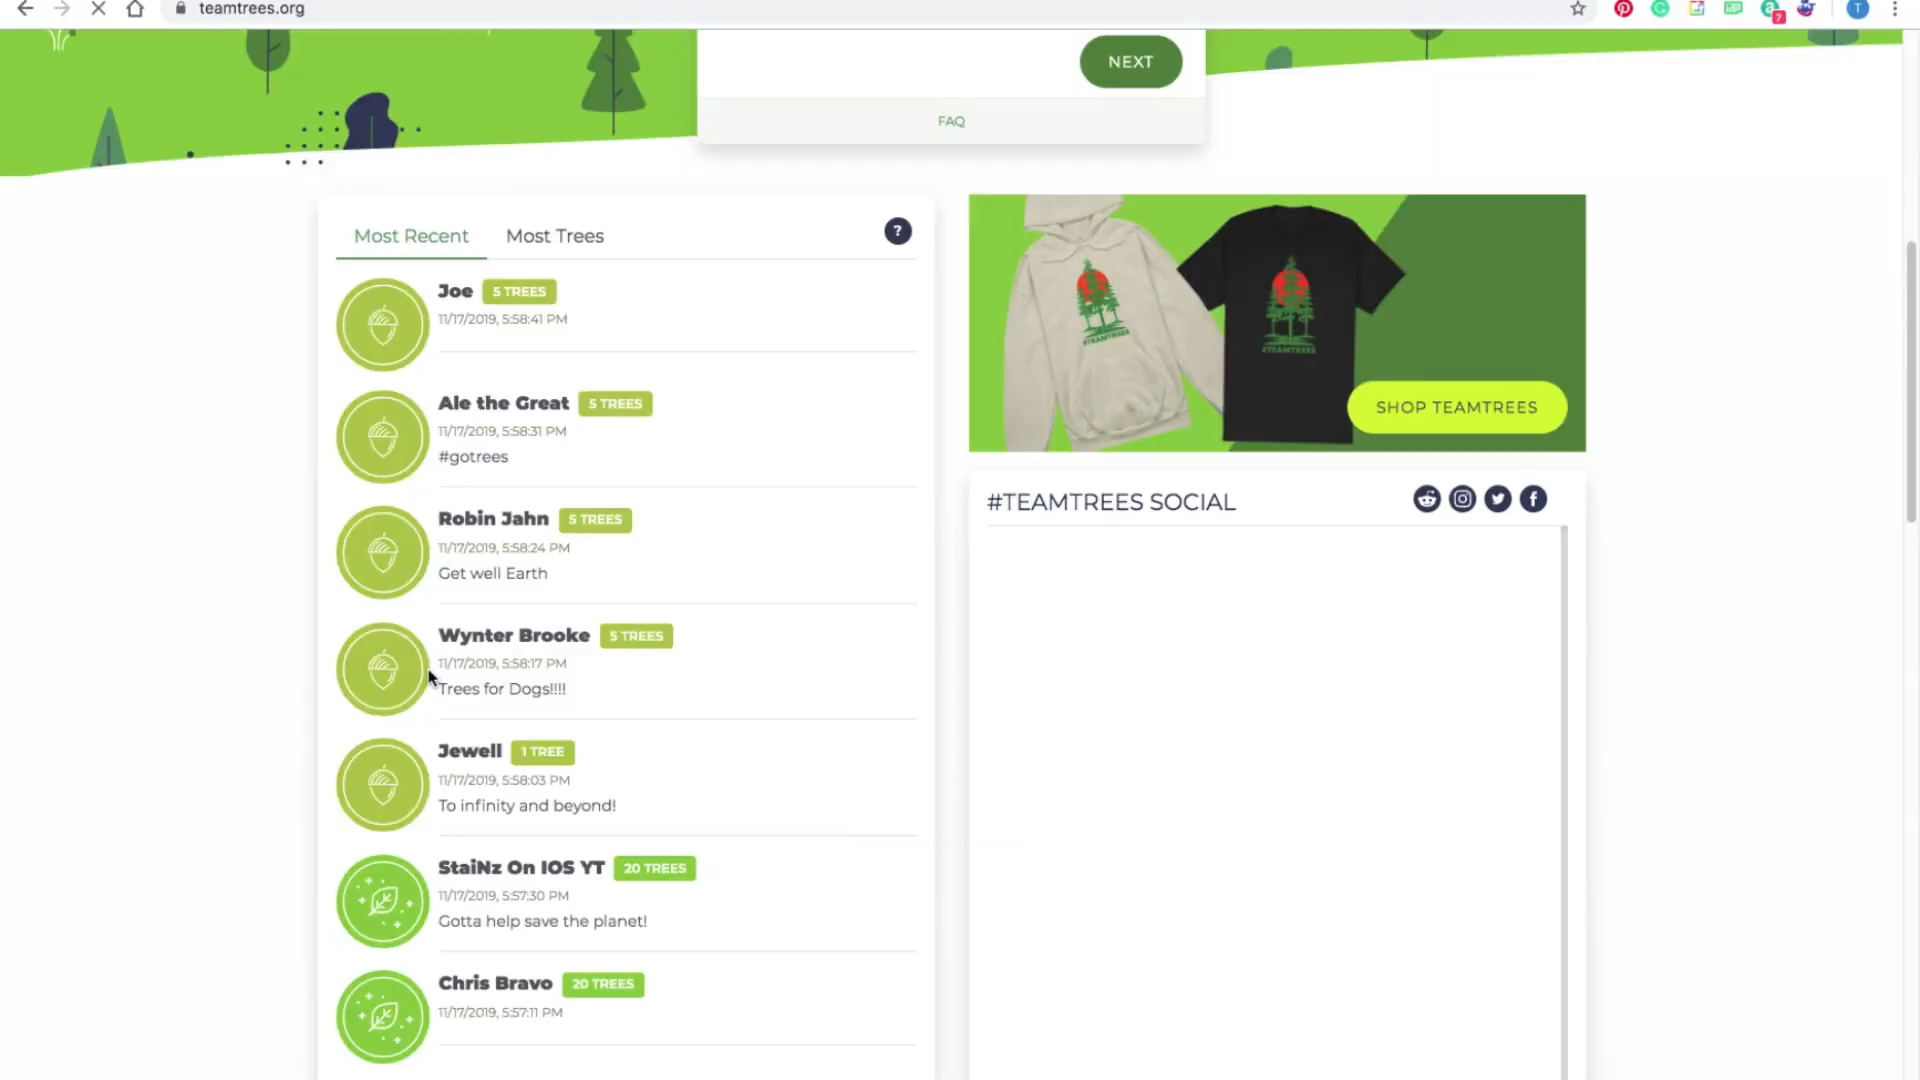 teamtrees.org
7
T
NEXT
FAQ
Most Recent
Most Trees
?
Joe 5 TREES
11/17/2019, 5:58:41 PM
Ale the Great 5 TREES
11/17/2019, 5:58:31 PM
#gotrees
Robin Jahn 5 TREES
11/17/2019, 5:58:24 PM
Get well Earth
Wynter Brooke 5 TREES
11/17/2019, 5:58:17 PM
Trees for Dogs!!!!
Jewell 1 TREE
11/17/2019, 5:58:03 PM
To infinity and beyond!
StaiNz On IOS YT 20 TREES
11/17/2019, 5:57:30 PM
Gotta help save the planet!
Chris Bravo 20 TREES
11/17/2019, 5:57:11 PM
#TEAMTREES
#TEAMTREES
SHOP TEAMTREES
#TEAMTREES SOCIAL